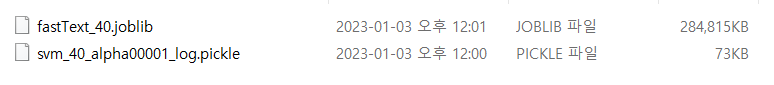 fastText_40.joblib 2023-01-03 오후 12:01 JOBLIB 파일 284,815KB
svm_40_alpha00001_log.pickle 2023-01-03 오후 12:00 PICKLE 파일 73KB